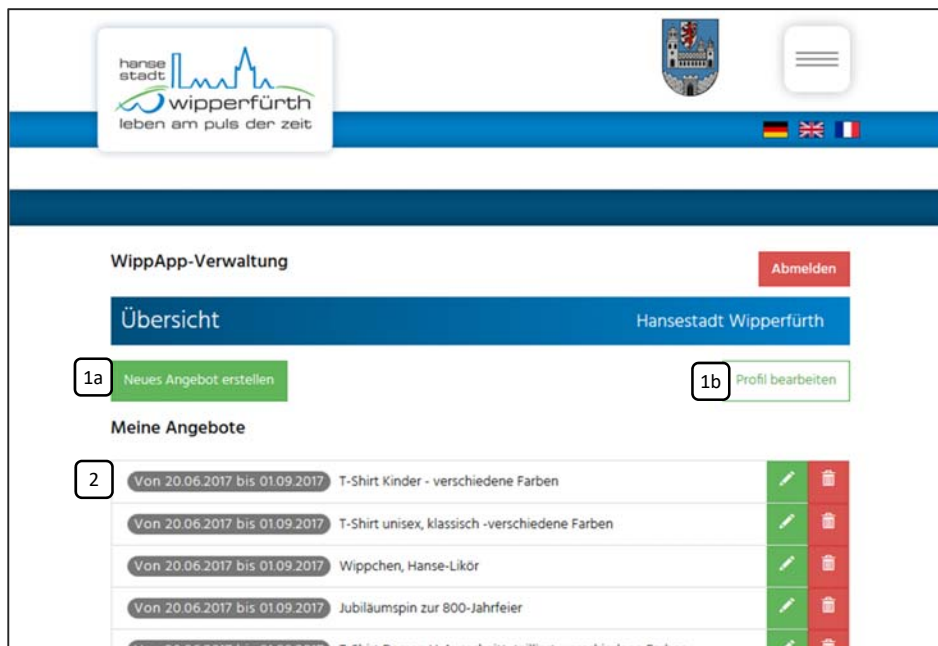 hanse
stadt
wipperfürth
leben am puls der zeit
WippApp-Verwaltung
Abmelden
Übersicht
Hansestadt Wipperfürth
1a
Neues Angebot erstellen
1b
Profil bearbeiten
Meine Angebote
2
Von 20.06.2017 bis 01.09.2017 T-Shirt Kinder - verschiedene Farben
Von 20.06.2017 bis 01.09.2017 T-Shirt unisex, klassisch -verschiedene Farben
Von 20.06.2017 bis 01.09.2017 Wippchen, Hanse-Likör
Von 20.06.2017 bis 01.09.2017 Jubiläumspin zur 800-Jahrfeier